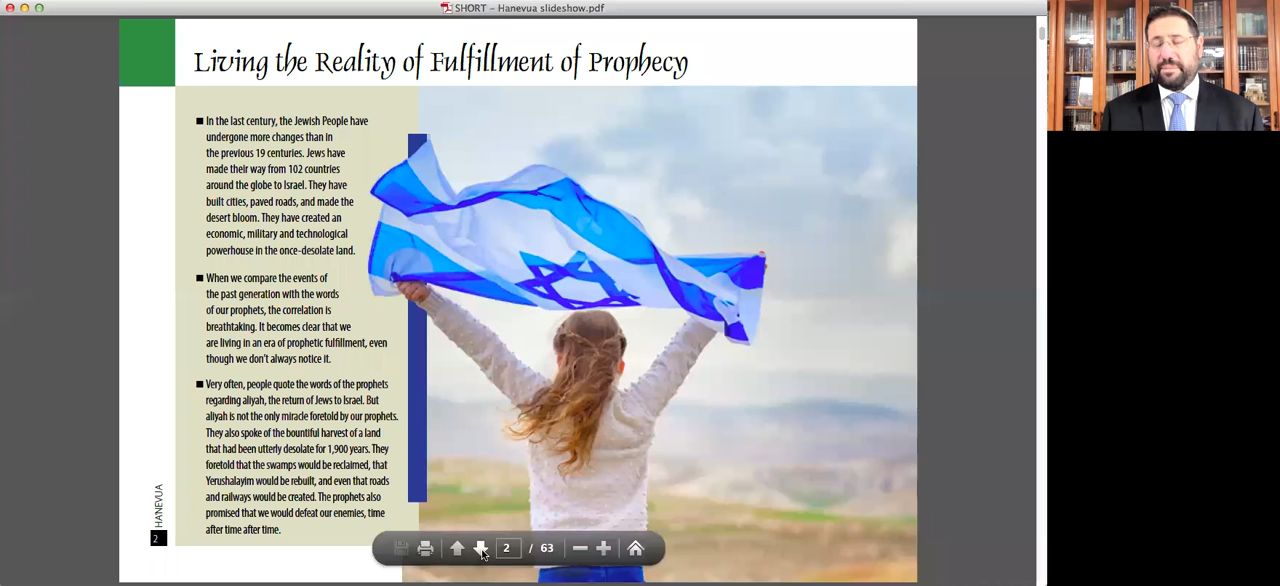 SHORT – Hanevua slideshow.pdf
Living the Reality of Fulfillment of Prophecy
■ In the last century, the Jewish People have
undergone more changes than in
the previous 19 centuries. Jews have
made their way from 102 countries
around the globe to Israel. They have
built cities, paved roads, and made the
desert bloom. They have created an
economic, military and technological
powerhouse in the once-desolate land.
■ When we compare the events of
the past generation with the words
of our prophets, the correlation is
breathtaking. It becomes clear that we
are living in an era of prophetic fulfillment, even
though we don't always notice it.
■ Very often, people quote the words of the prophets
regarding aliyah, the return of Jews to Israel. But
aliyah is not the only miracle foretold by our prophets.
They also spoke of the bountiful harvest of a land
that had been utterly desolate for 1,900 years. They
foretold that the swamps would be reclaimed, that
Yerushalayim would be rebuilt, and even that roads
and railways would be created. The prophets also
promised that we would defeat our enemies, time
after time after time.
HANEVUA
2
2 / 63